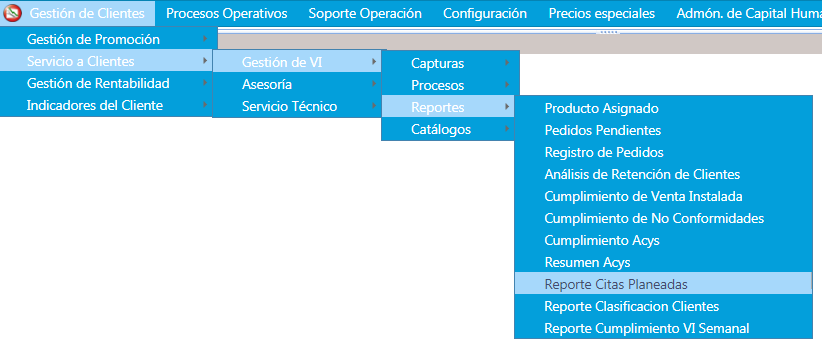 Gestión de Clientes Procesos Operativos Soporte Operación Configuración Precios especiales Admón. de Capital Huma
Gestión de Promoción
Servicio a Clientes
Gestión de Rentabilidad
Indicadores del Cliente
Gestión de VI
Asesoría
Servicio Técnico
Capturas
Procesos
Reportes
Catálogos
Producto Asignado
Pedidos Pendientes
Registro de Pedidos
Análisis de Retención de Clientes
Cumplimiento de Venta Instalada
Cumplimiento de No Conformidades
Cumplimiento Acys
Resumen Acys
Reporte Citas Planeadas
Reporte Clasificacion Clientes
Reporte Cumplimiento VI Semanal